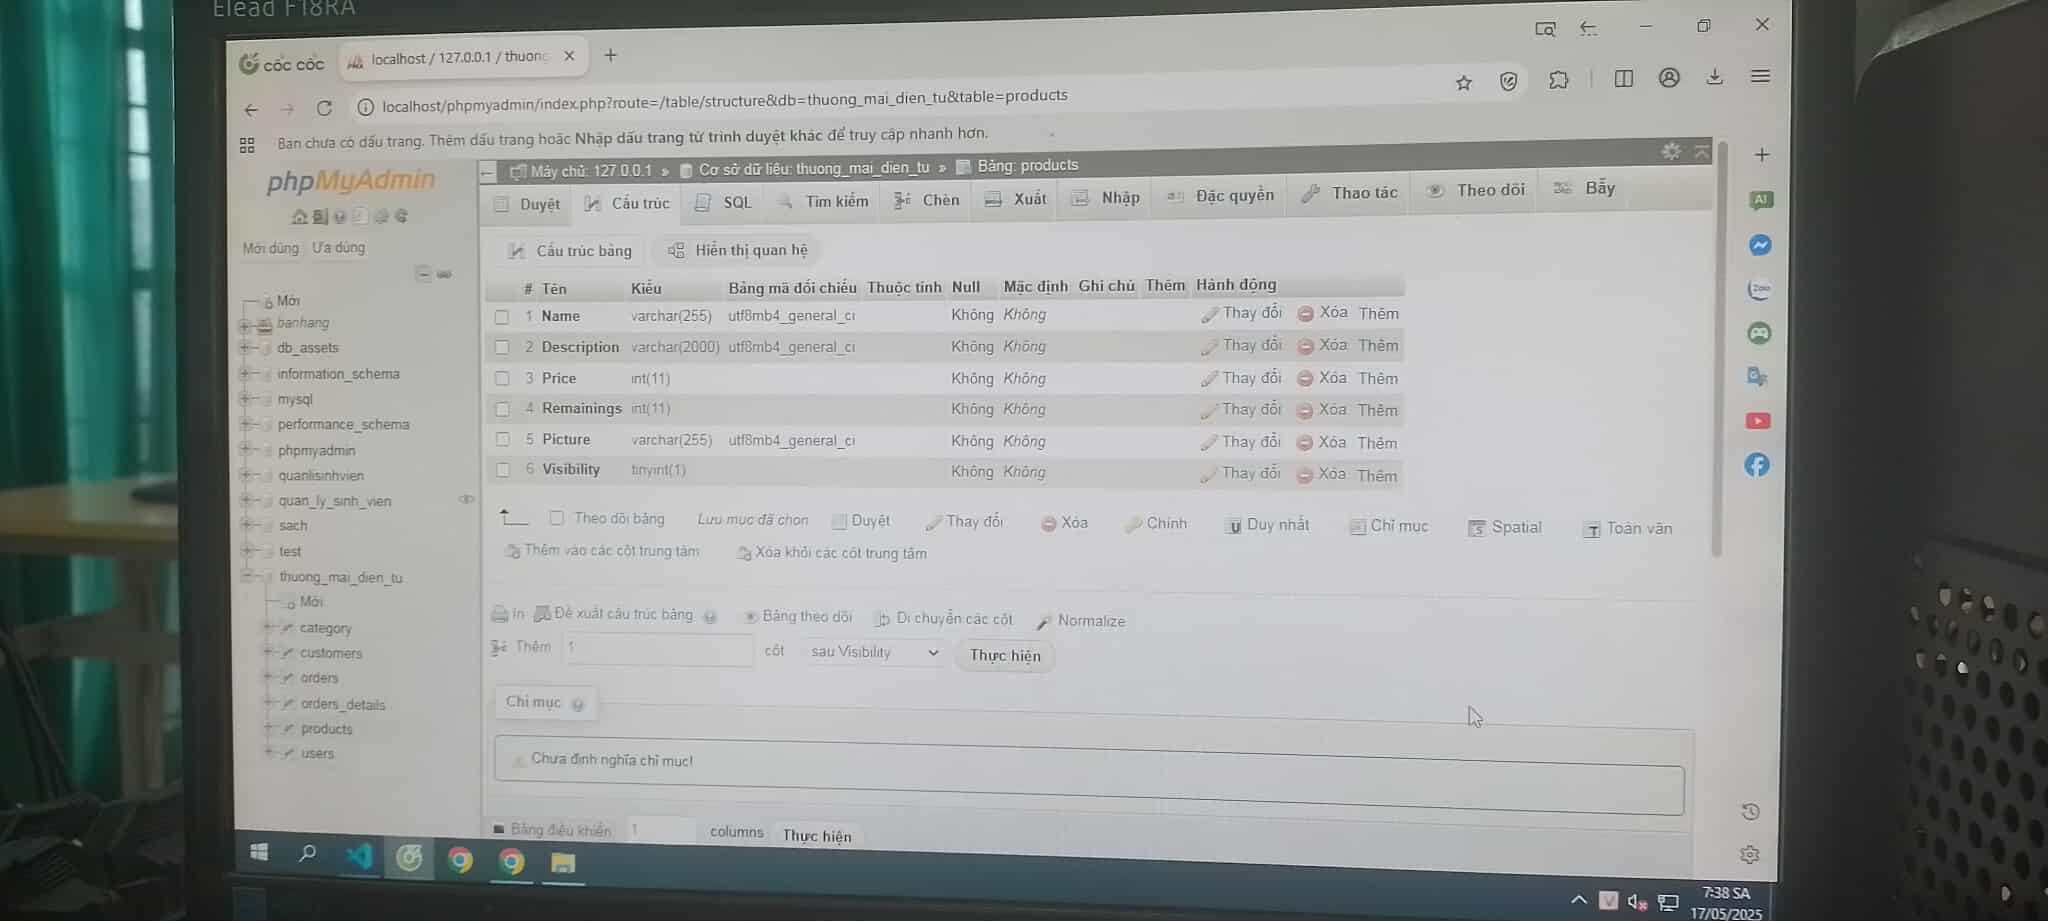 Elead F18RA
cốc cốc
localhost / 127.0.0.1 / thuong
localhost/phpmyadmin/index.php?route=/table/structure&db=thuong_mai_dien_tu&table=products
Bạn chưa có dấu trang. Thêm dấu trang hoặc Nhập dấu trang từ trình duyệt khác để truy cập nhanh hơn.
phpMyAdmin
Mới dùng Ưa dùng
Mới
banhang
db_assets
information_schema
mysql
performance_schema
phpmyadmin
quanlisinhvien
quan_ly_sinh_vien
sach
test
thuong_mai_dien_tu
Mới
category
customers
orders
orders_details
products
users
Máy chủ: 127.0.0.1 » Cơ sở dữ liệu: thuong_mai_dien_tu » Bảng: products
Duyệt Cấu trúc SQL Tìm kiếm Chèn Xuất Nhập Đặc quyền Thao tác Theo dõi Bẫy
Cấu trúc bảng Hiển thị quan hệ
# Tên Kiểu Bảng mã đối chiếu Thuộc tính Null Mặc định Ghi chú Thêm Hành động
1 Name varchar(255) utf8mb4_general_ci Không Không Thay đổi Xóa Thêm
2 Description varchar(2000) utf8mb4_general_ci Không Không Thay đổi Xóa Thêm
3 Price int(11) Không Không Thay đổi Xóa Thêm
4 Remainings int(11) Không Không Thay đổi Xóa Thêm
5 Picture varchar(255) utf8mb4_general_ci Không Không Thay đổi Xóa Thêm
6 Visibility tinyint(1) Không Không Thay đổi Xóa Thêm
Theo dõi bảng Lưu mục đã chọn Duyệt Thay đổi Xóa Chính Duy nhất Chỉ mục Spatial Toàn văn
Thêm vào các cột trung tâm Xóa khỏi các cột trung tâm
In Đề xuất cấu trúc bảng Bảng theo dõi Di chuyển các cột Normalize
Thêm 1 cột sau Visibility Thực hiện
Chỉ mục
Chưa định nghĩa chỉ mục!
Bảng điều khiển 1 columns Thực hiện
AI
Zalo
7:38 SA
17/05/2025